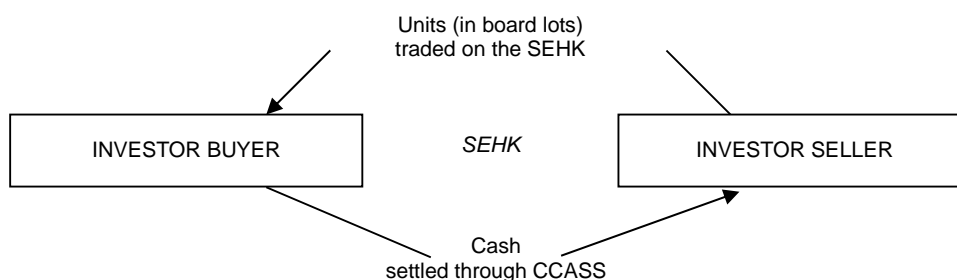 Units (in board lots)
traded on the SEHK
INVESTOR BUYER
SEHK
INVESTOR SELLER
Cash
settled through CCASS